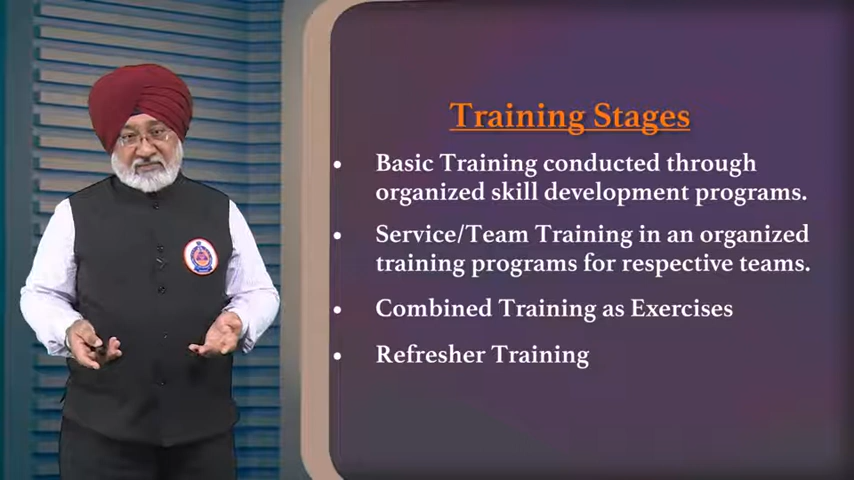 Training Stages
• Basic Training conducted through
organized skill development programs.
• Service/Team Training in an organized
training programs for respective teams.
• Combined Training as Exercises
• Refresher Training